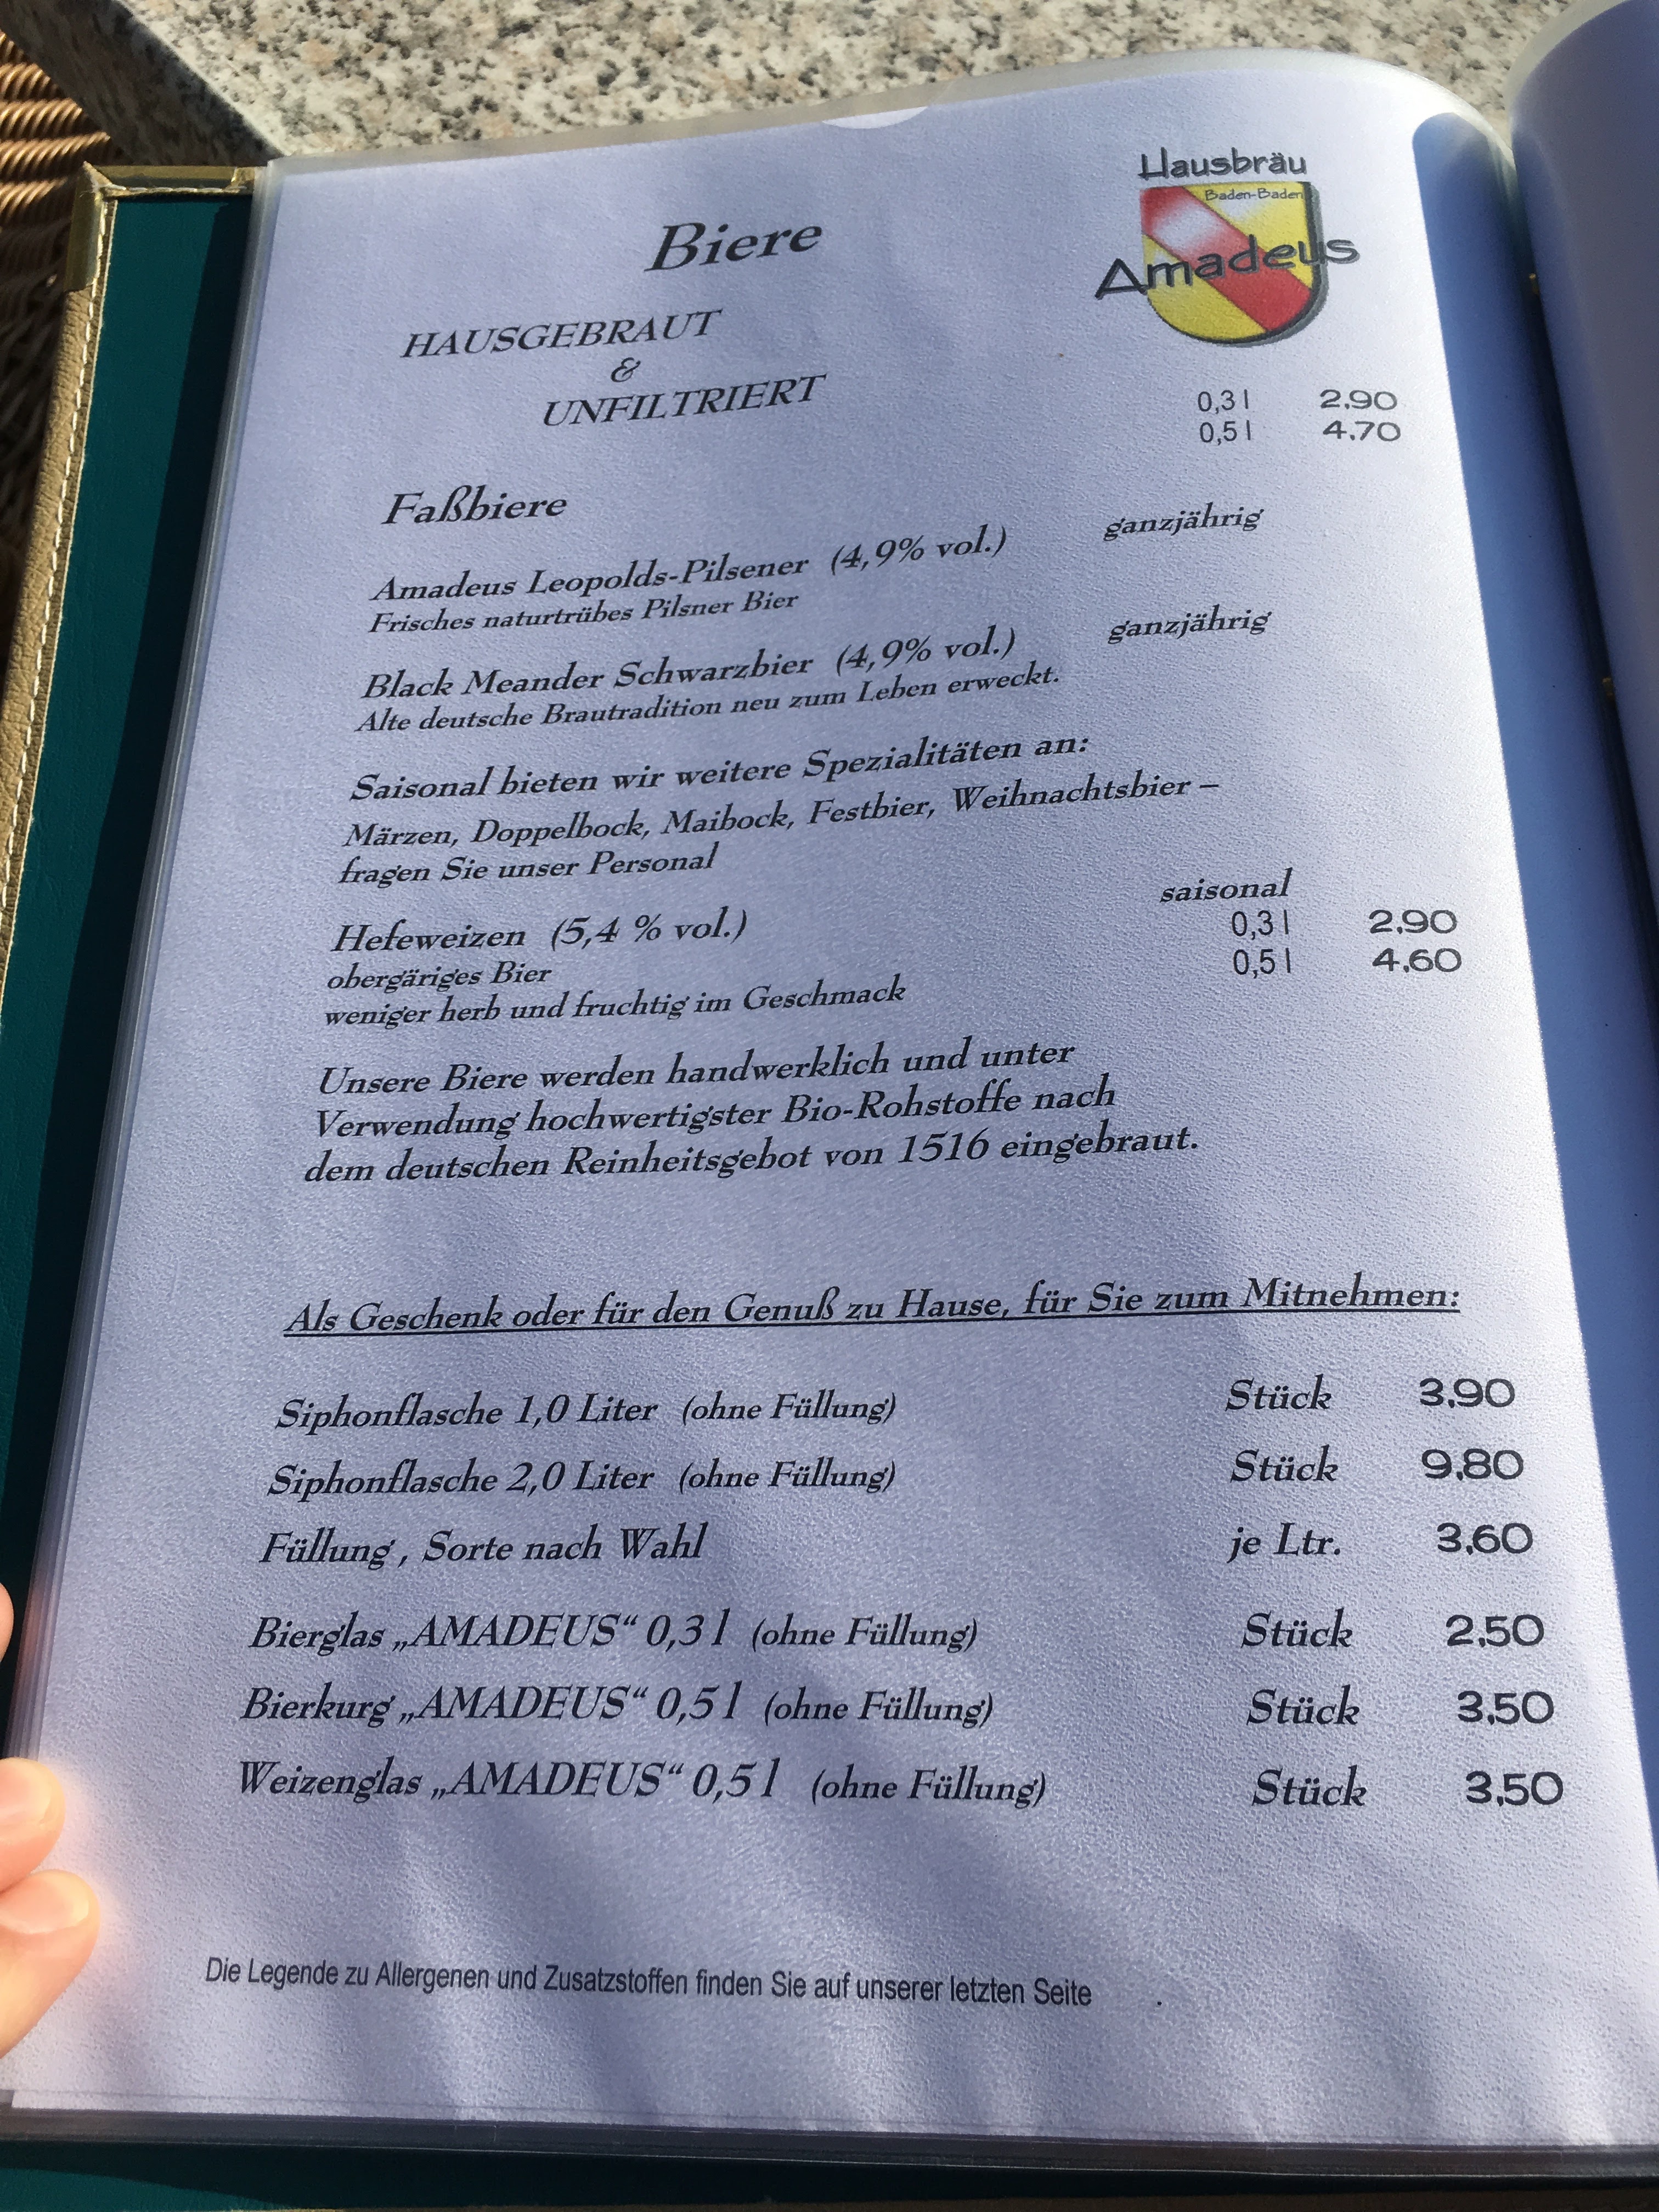 Hausbräu
Baden-Baden
Amadeus
Biere
HAUSGEBRAUT
&
UNFILTRIERT
0,3 l 2.90
0,5 l 4.70
Faßbiere
Amadeus Leopolds-Pilsener (4,9% vol.) ganzjährig
Frisches naturtrübes Pilsner Bier
Black Meander Schwarzbier (4,9% vol.) ganzjährig
Alte deutsche Brautradition neu zum Leben erweckt.
Saisonal bieten wir weitere Spezialitäten an:
Märzen, Doppelbock, Maibock, Festbier, Weihnachtsbier –
fragen Sie unser Personal
saisonal
Hefeweizen (5,4 % vol.) 0,3 l 2.90
obergäriges Bier 0,5 l 4.60
weniger herb und fruchtig im Geschmack
Unsere Biere werden handwerklich und unter
Verwendung hochwertigster Bio-Rohstoffe nach
dem deutschen Reinheitsgebot von 1516 eingebraut.
Als Geschenk oder für den Genuß zu Hause, für Sie zum Mitnehmen:
Siphonflasche 1,0 Liter (ohne Füllung) Stück 3.90
Siphonflasche 2,0 Liter (ohne Füllung) Stück 9.80
Füllung , Sorte nach Wahl je Ltr. 3.60
Bierglas „AMADEUS“ 0,3 l (ohne Füllung) Stück 2.50
Bierkurg „AMADEUS“ 0,5 l (ohne Füllung) Stück 3.50
Weizenglas „AMADEUS“ 0,5 l (ohne Füllung) Stück 3.50
Die Legende zu Allergenen und Zusatzstoffen finden Sie auf unserer letzten Seite .